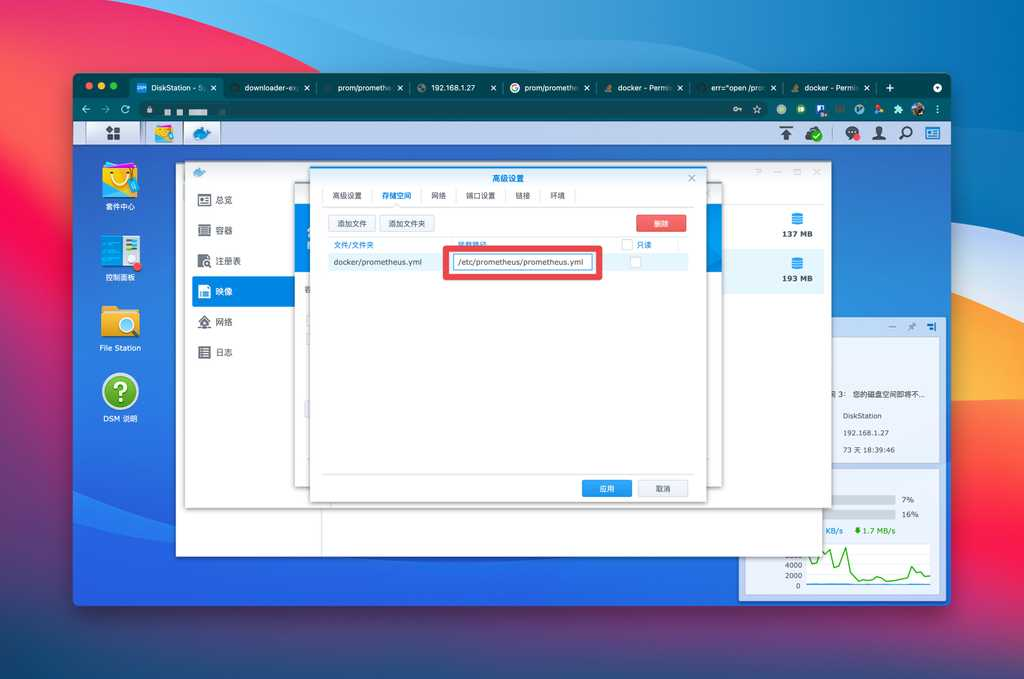 DiskStation - S
downloader-ex
prom/promethe
192.168.1.27
prom/promethe
docker - Permi
err="open /pro
docker - Permi
套件中心
控制面板
File Station
DSM 说明
总览
容器
注册表
映像
网络
日志
高级设置
高级设置
存储空间
网络
端口设置
链接
环境
添加文件
添加文件夹
删除
文件/文件夹
装载路径
只读
docker/prometheus.yml
/etc/prometheus/prometheus.yml
应用
取消
137 MB
193 MB
3: 您的磁盘空间即将不...
DiskStation
192.168.1.27
73 天 18:39:46
7%
16%
KB/s
1.7 MB/s
4000
2000
0